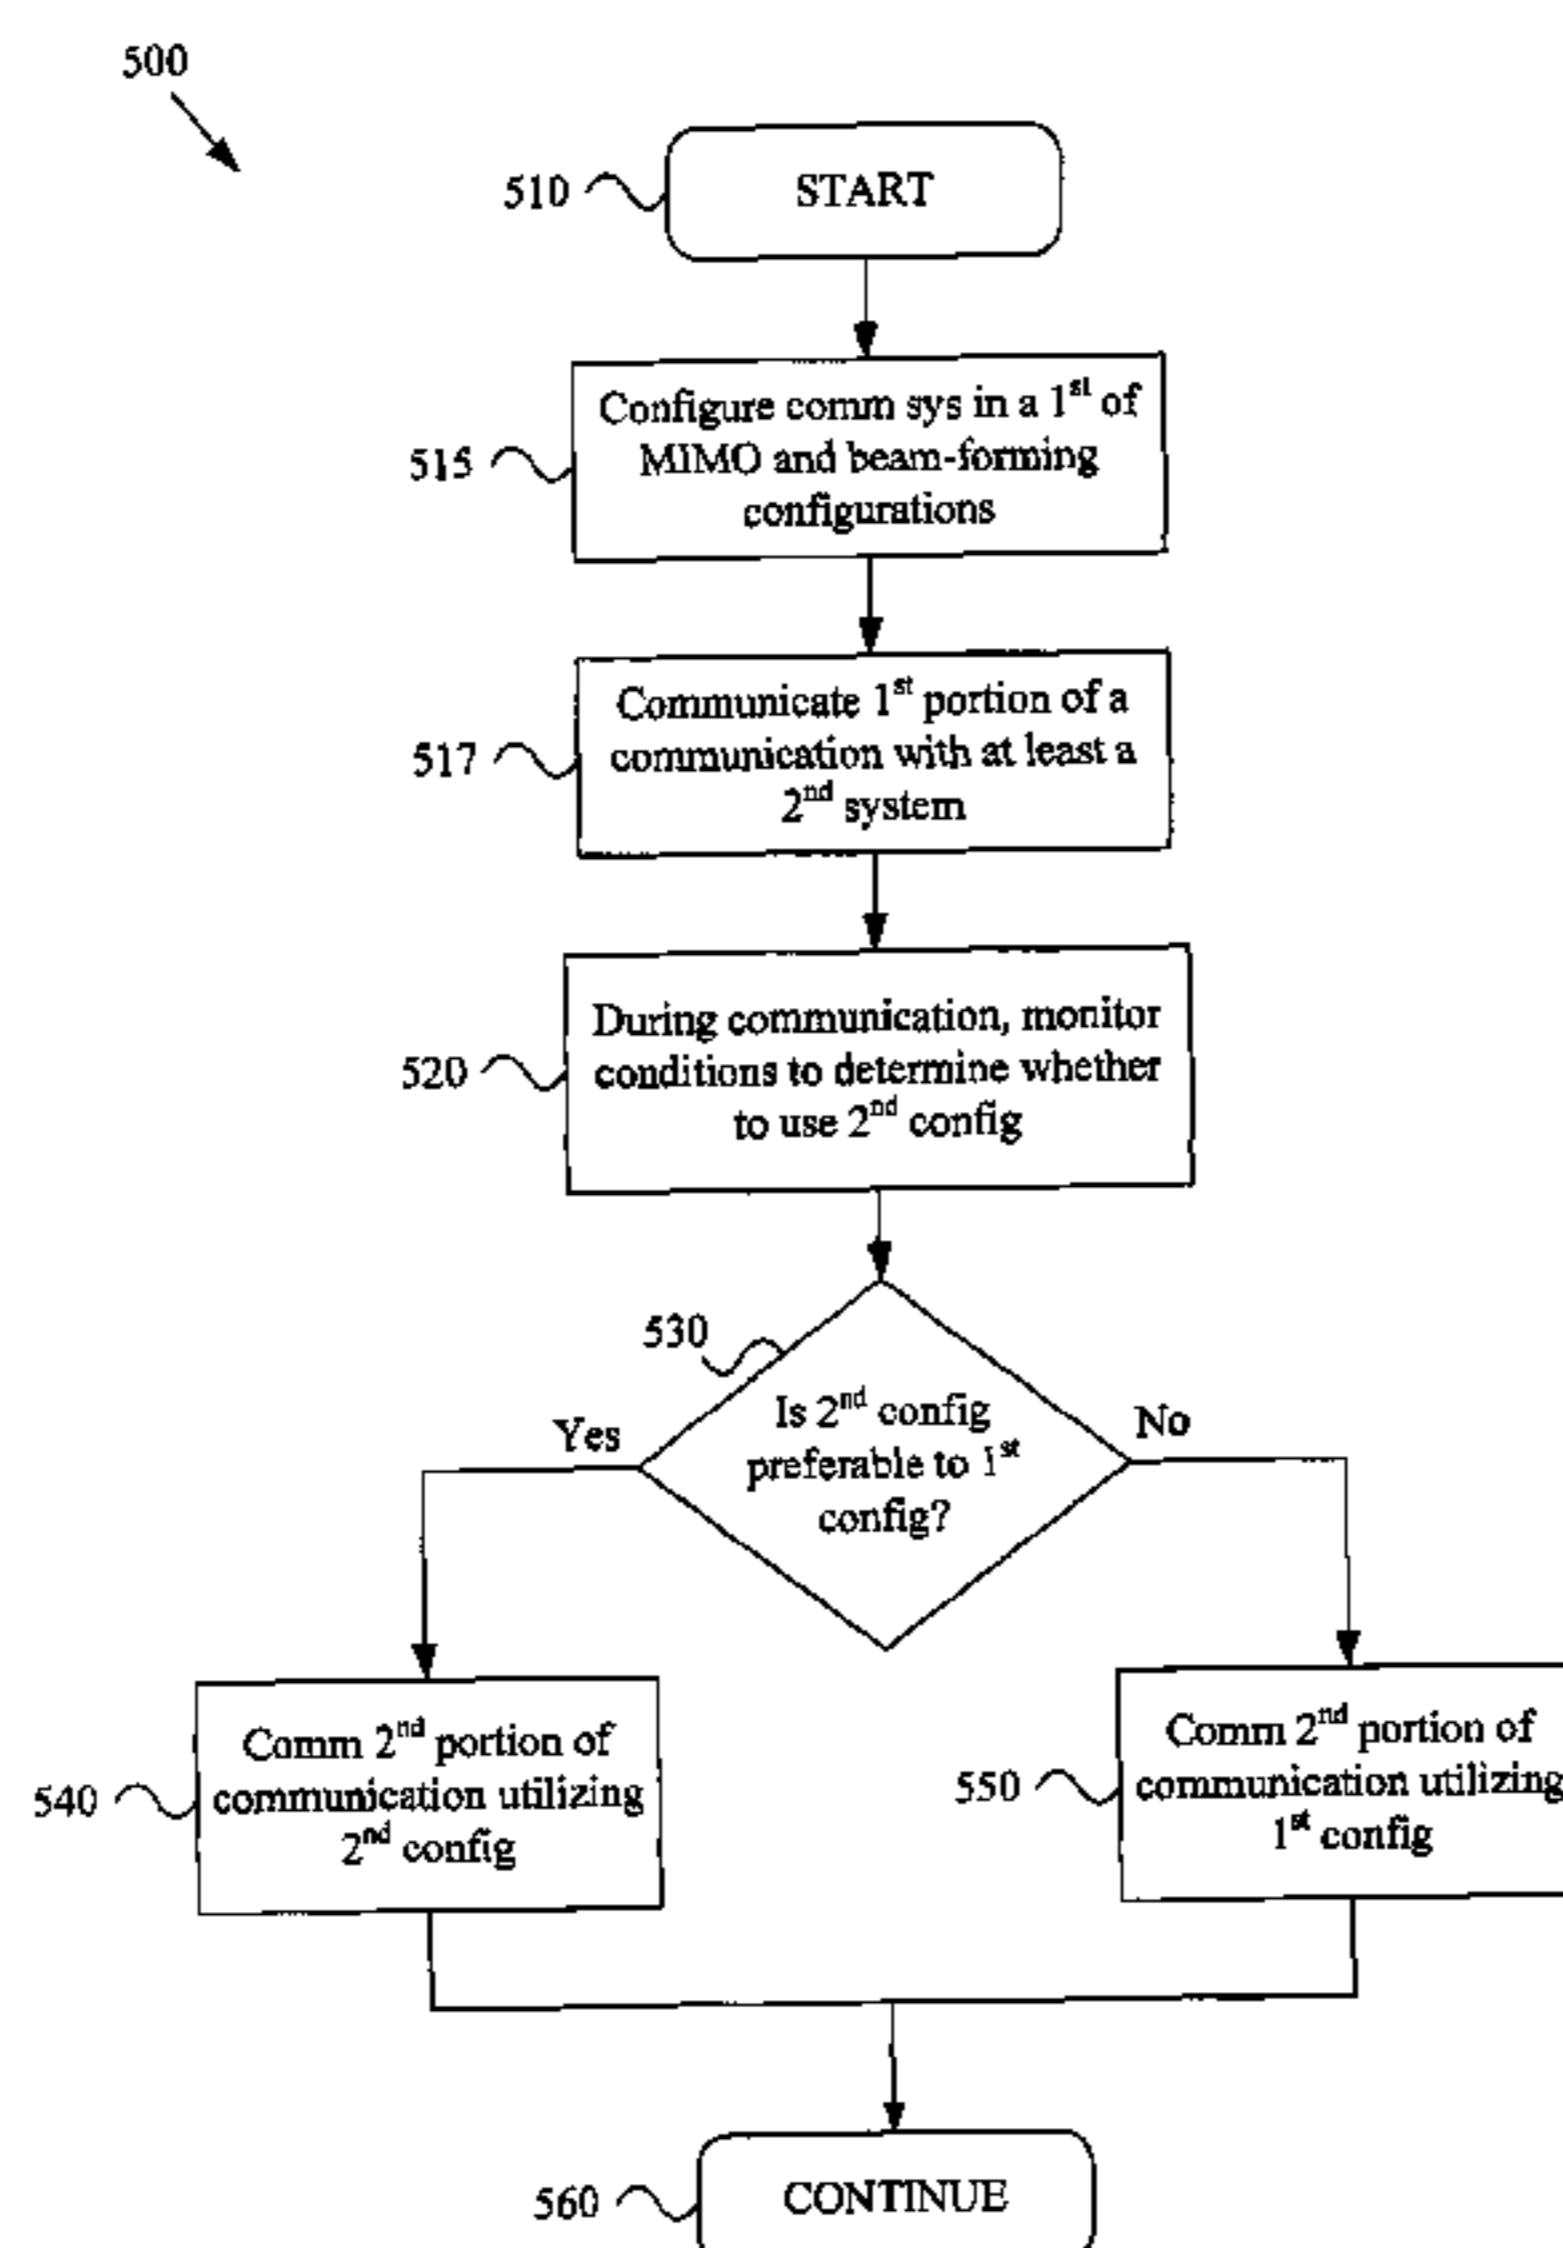 500
510
START
515
Configure comm sys in a 1st of
MIMO and beam-forming
configurations
517
Communicate 1st portion of a
communication with at least a
2nd system
520
During communication, monitor
conditions to determine whether
to use 2nd config
530
Is 2nd config
preferable to 1st
config?
Yes
No
540
Comm 2nd portion of
communication utilizing
2nd config
550
Comm 2nd portion of
communication utilizing
1st config
560
CONTINUE